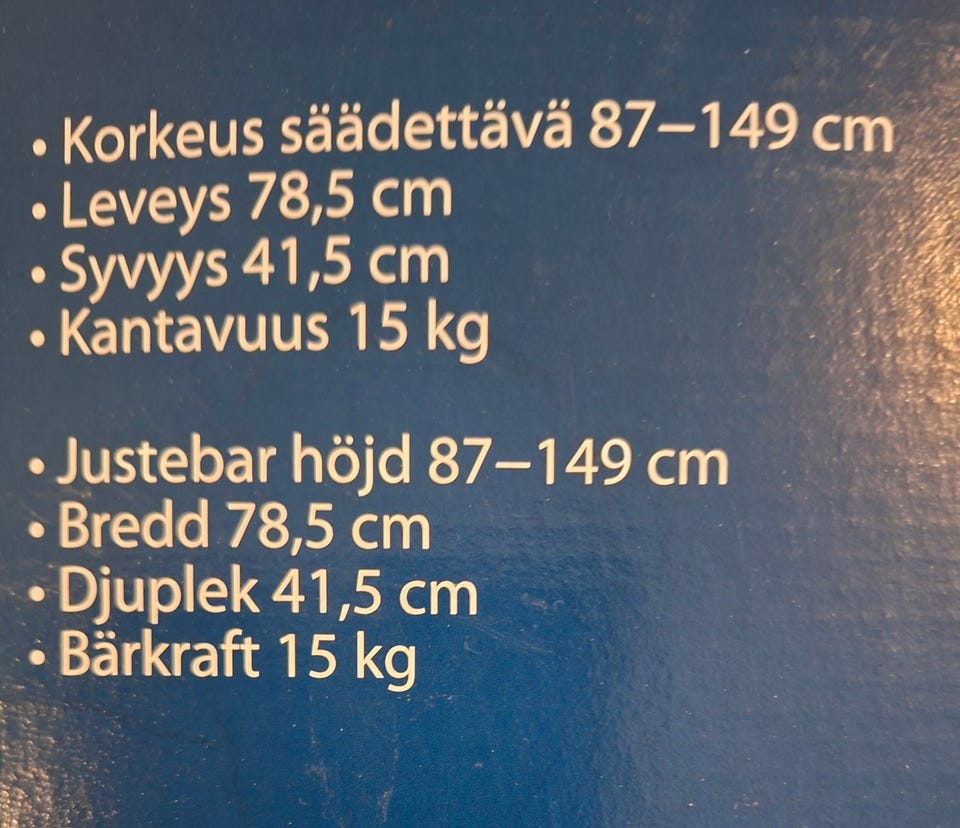 • Korkeus säädettävä 87–149 cm
• Leveys 78,5 cm
• Syvyys 41,5 cm
• Kantavuus 15 kg
• Justebar höjd 87–149 cm
• Bredd 78,5 cm
• Djuplek 41,5 cm
• Bärkraft 15 kg